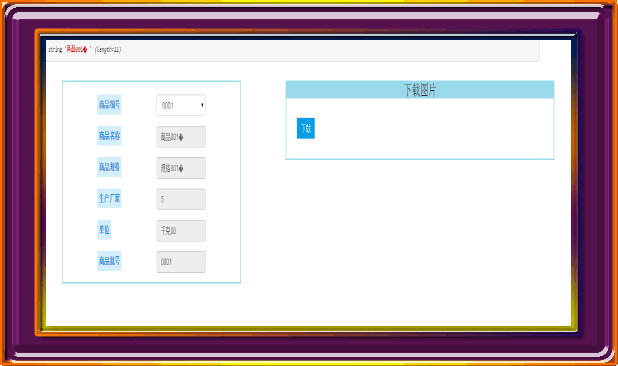 string '商品001� ' (length=11)
商品编号 0001
商品名称 商品001�
商品规格 规格001�
生产厂家 5
单位 千克00
商品批号 0001
下载图片
下载